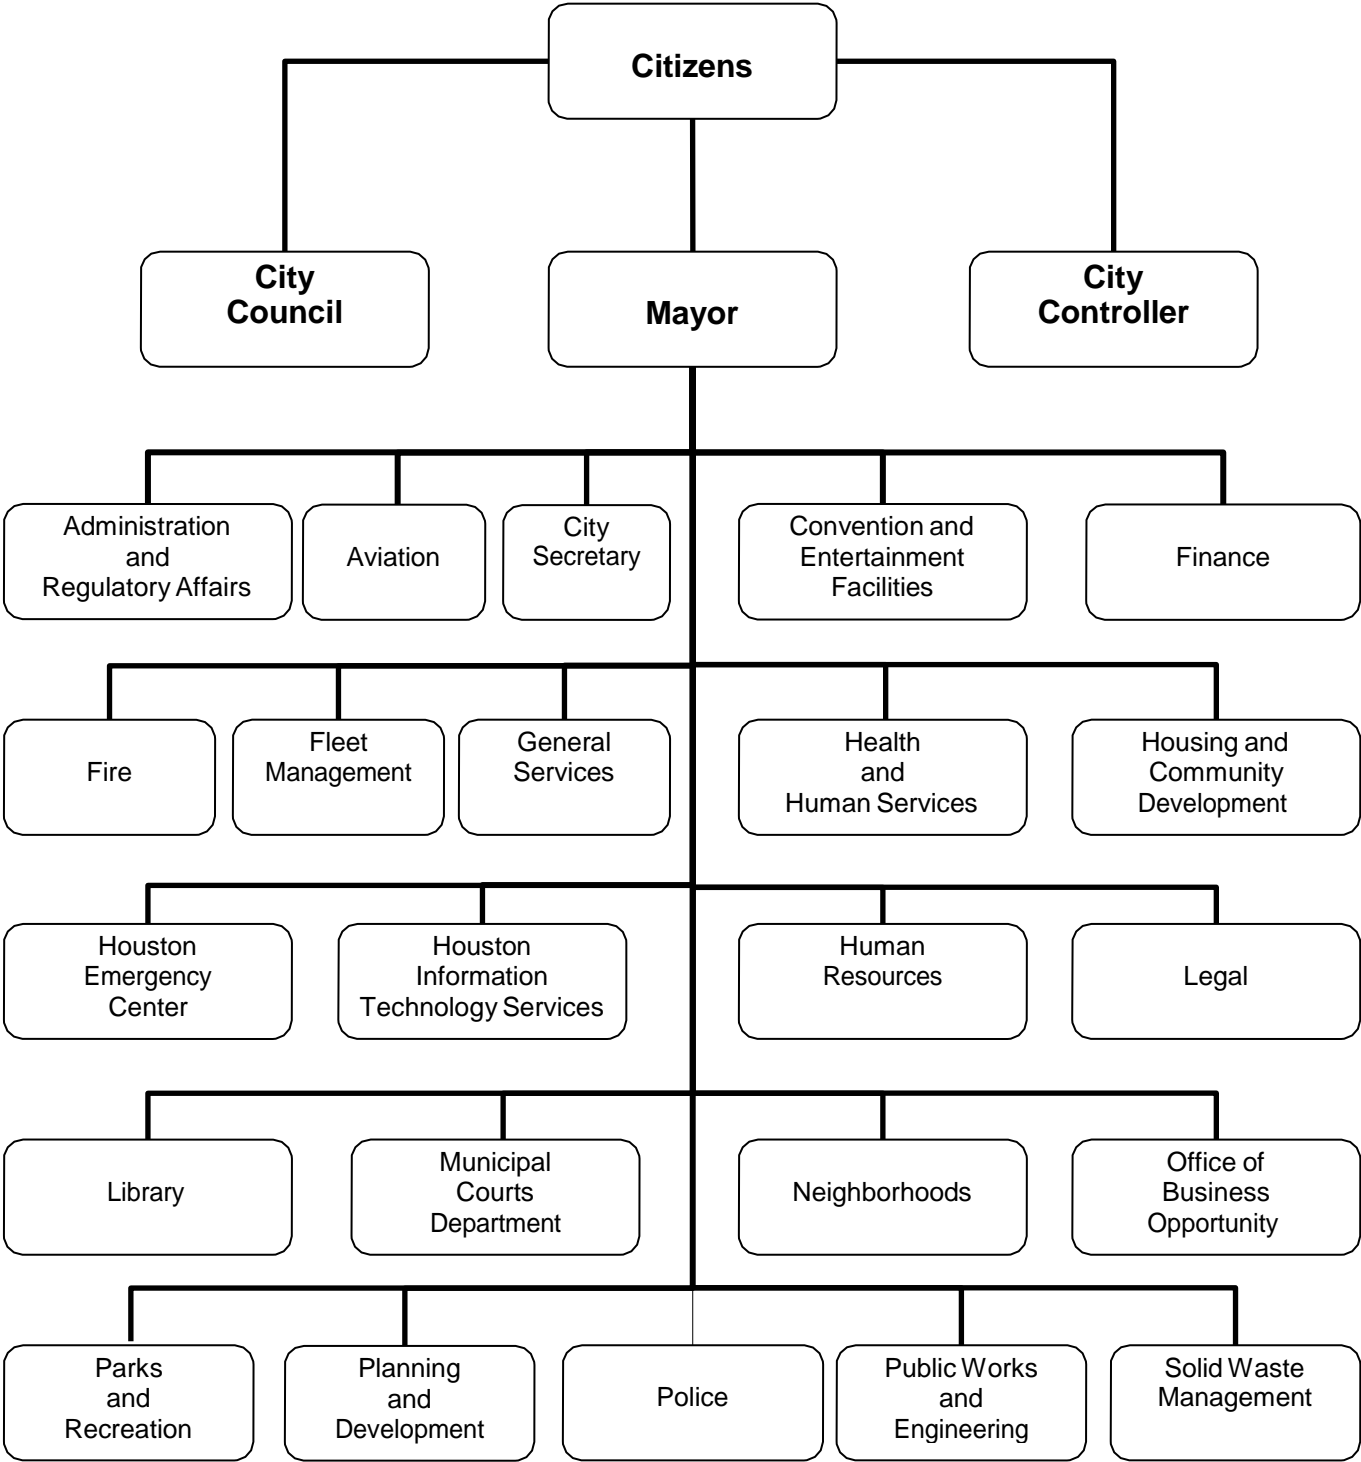 Citizens
City
Council
Mayor
City
Controller
Administration
and
Regulatory Affairs
Aviation
City
Secretary
Convention and
Entertainment
Facilities
Finance
Fire
Fleet
Management
General
Services
Health
and
Human Services
Housing and
Community
Development
Houston
Emergency
Center
Houston
Information
Technology Services
Human
Resources
Legal
Library
Municipal
Courts
Department
Neighborhoods
Office of
Business
Opportunity
Parks
and
Recreation
Planning
and
Development
Police
Public Works
and
Engineering
Solid Waste
Management